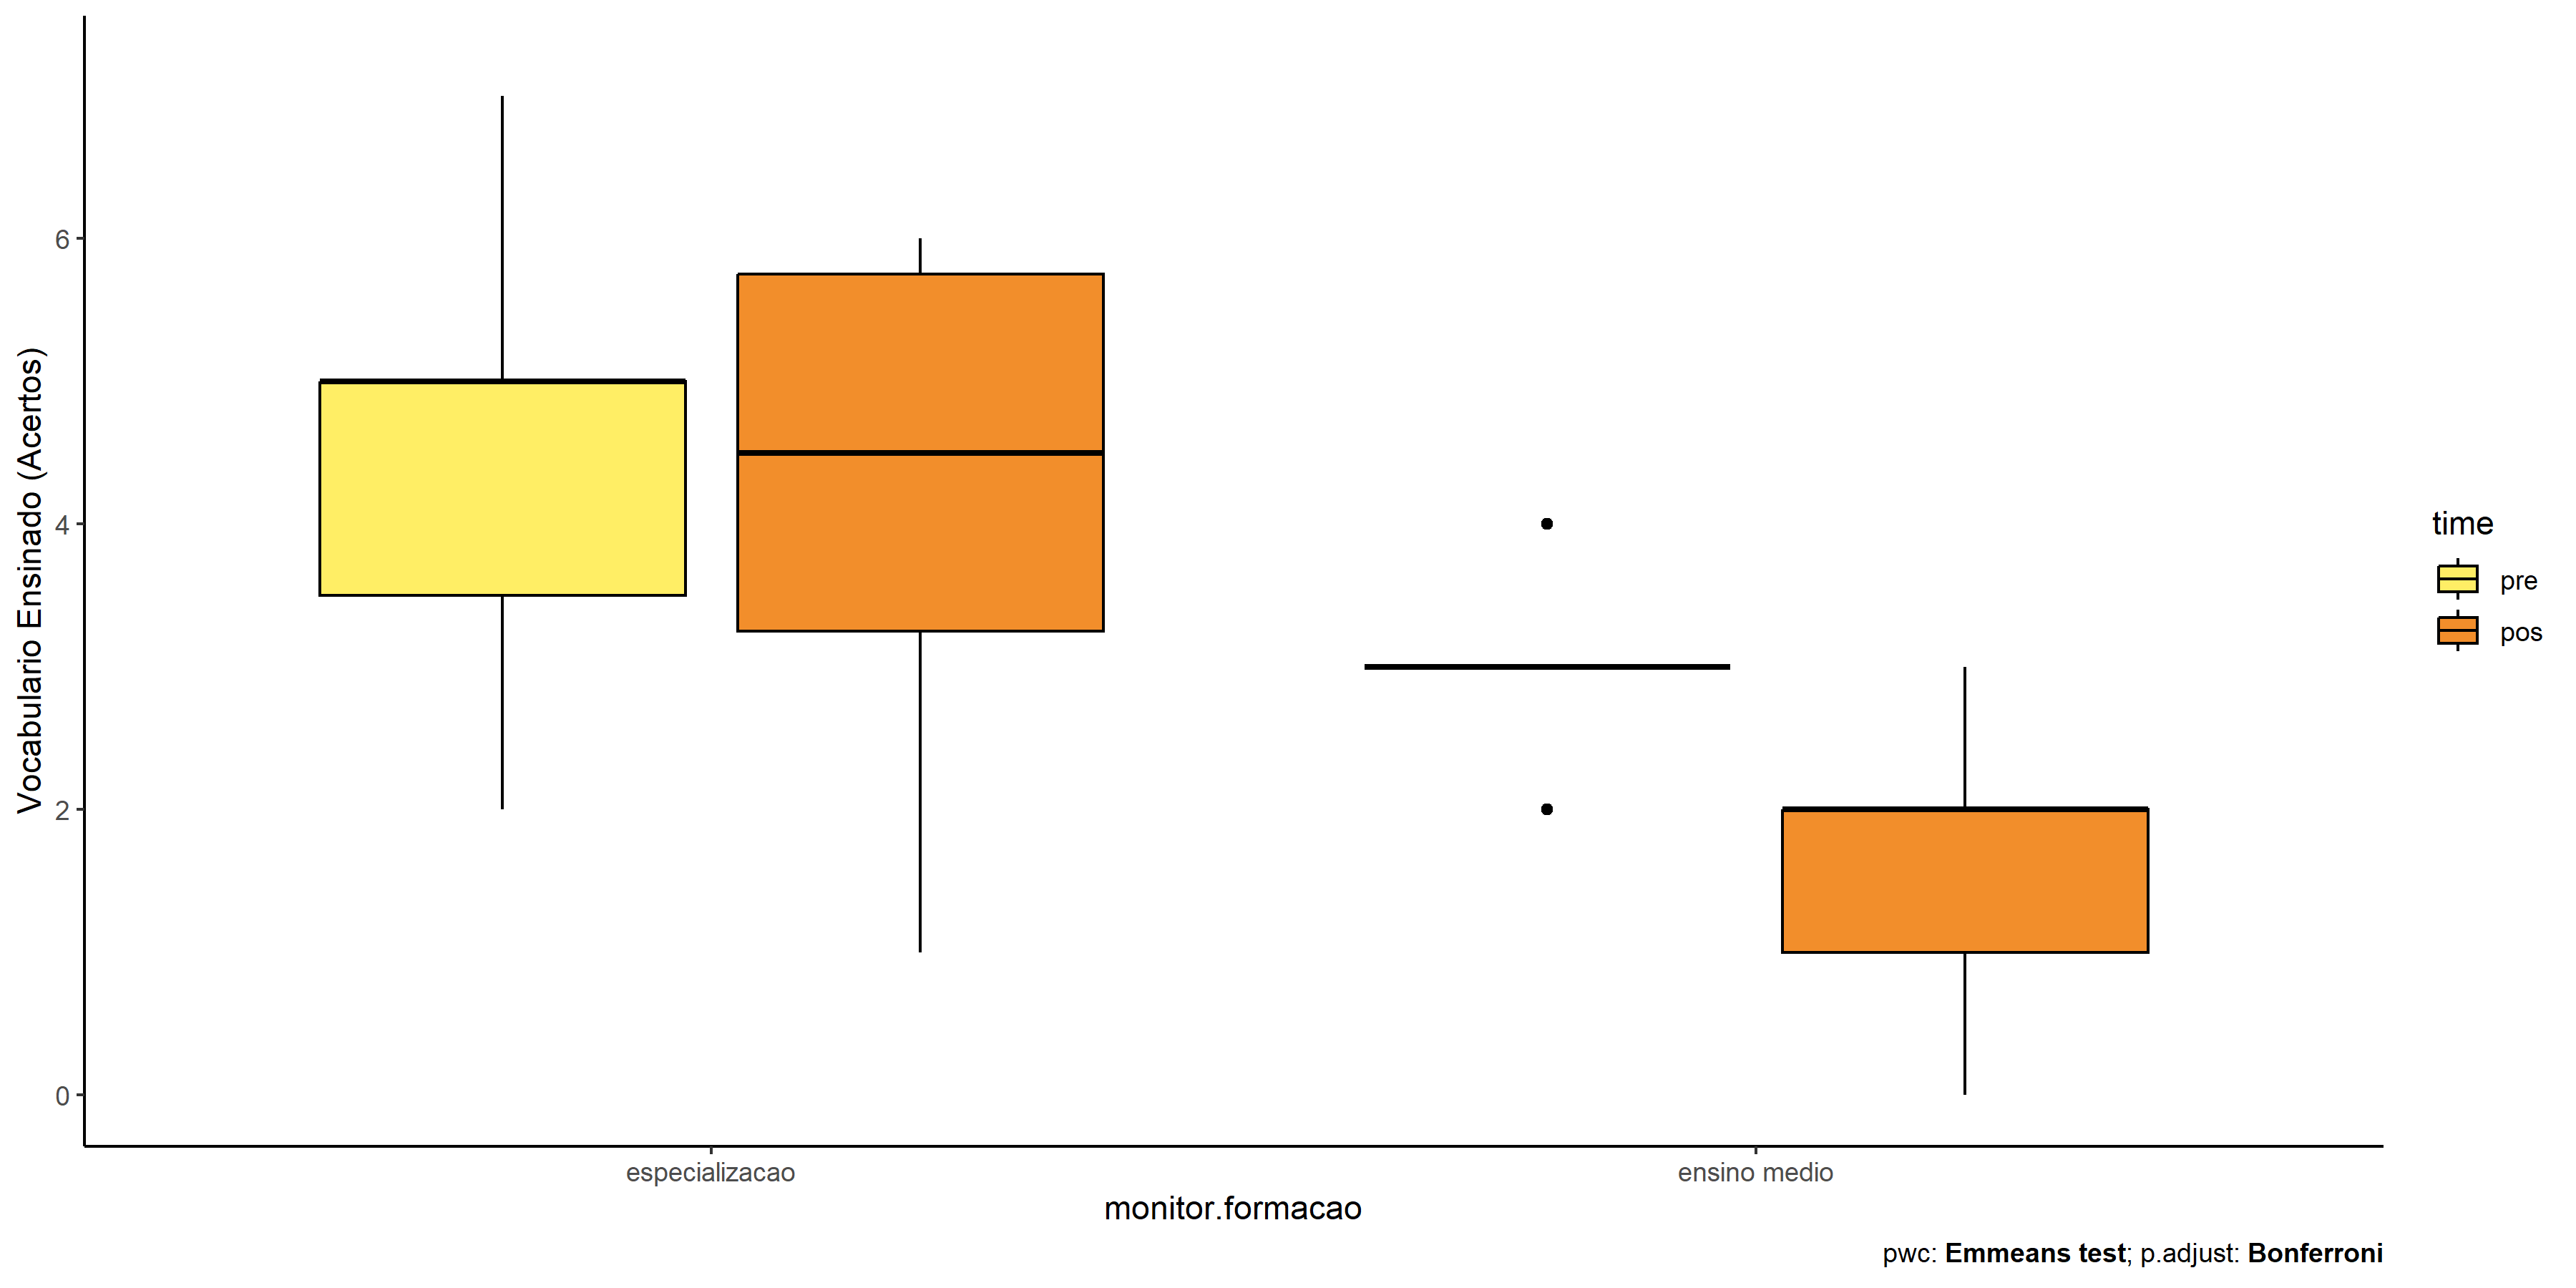 Vocabulario Ensinado (Acertos)
6
4
2
0
especializacao
ensino medio
monitor.formacao
time
pre
pos
pwc: Emmeans test; p.adjust: Bonferroni